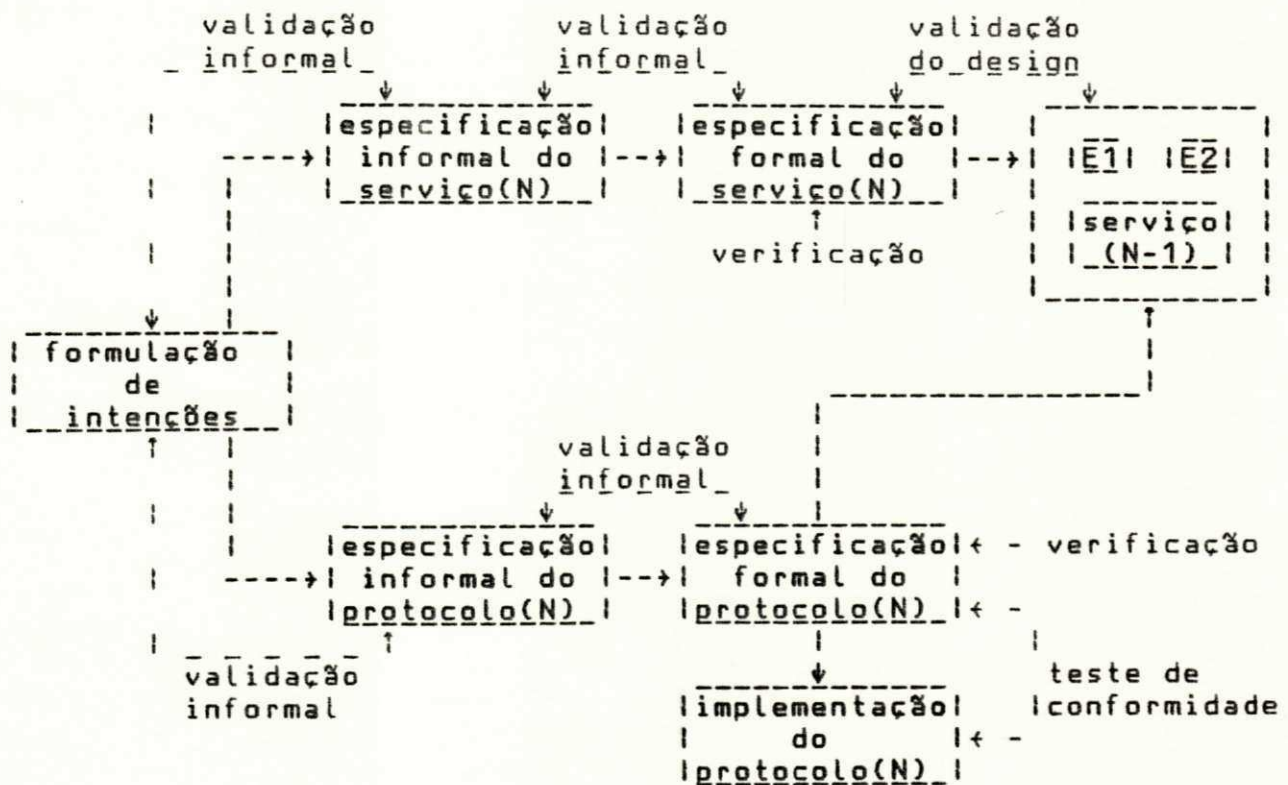 validação validação validação
informal informal do design
especificação especificação
informal do formal do E1 E2
serviço(N) serviço(N)
serviço
verificação (N-1)
formulação
de
intenções
validação
informal
especificação especificação verificação
informal do formal do
protocolo(N) protocolo(N)
validação teste de
informal implementação conformidade
do
protocolo(N)